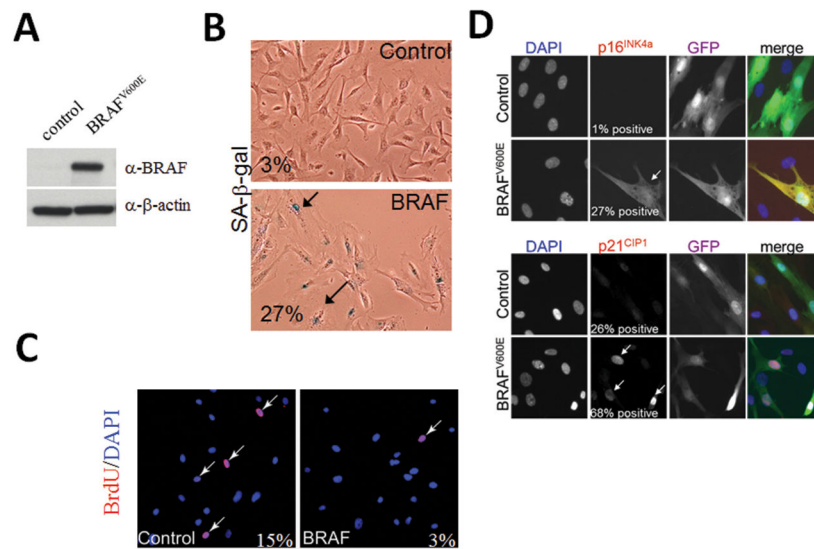 A
control
BRAFV600E
α-BRAF
α-β-actin
B
SA-β-gal
Control
3%
BRAF
27%
C
BrdU/DAPI
Control
15%
BRAF
3%
D
DAPI p16INK4a GFP merge
Control
1% positive
BRAFV600E
27% positive
DAPI p21CIP1 GFP merge
Control
26% positive
BRAFV600E
68% positive